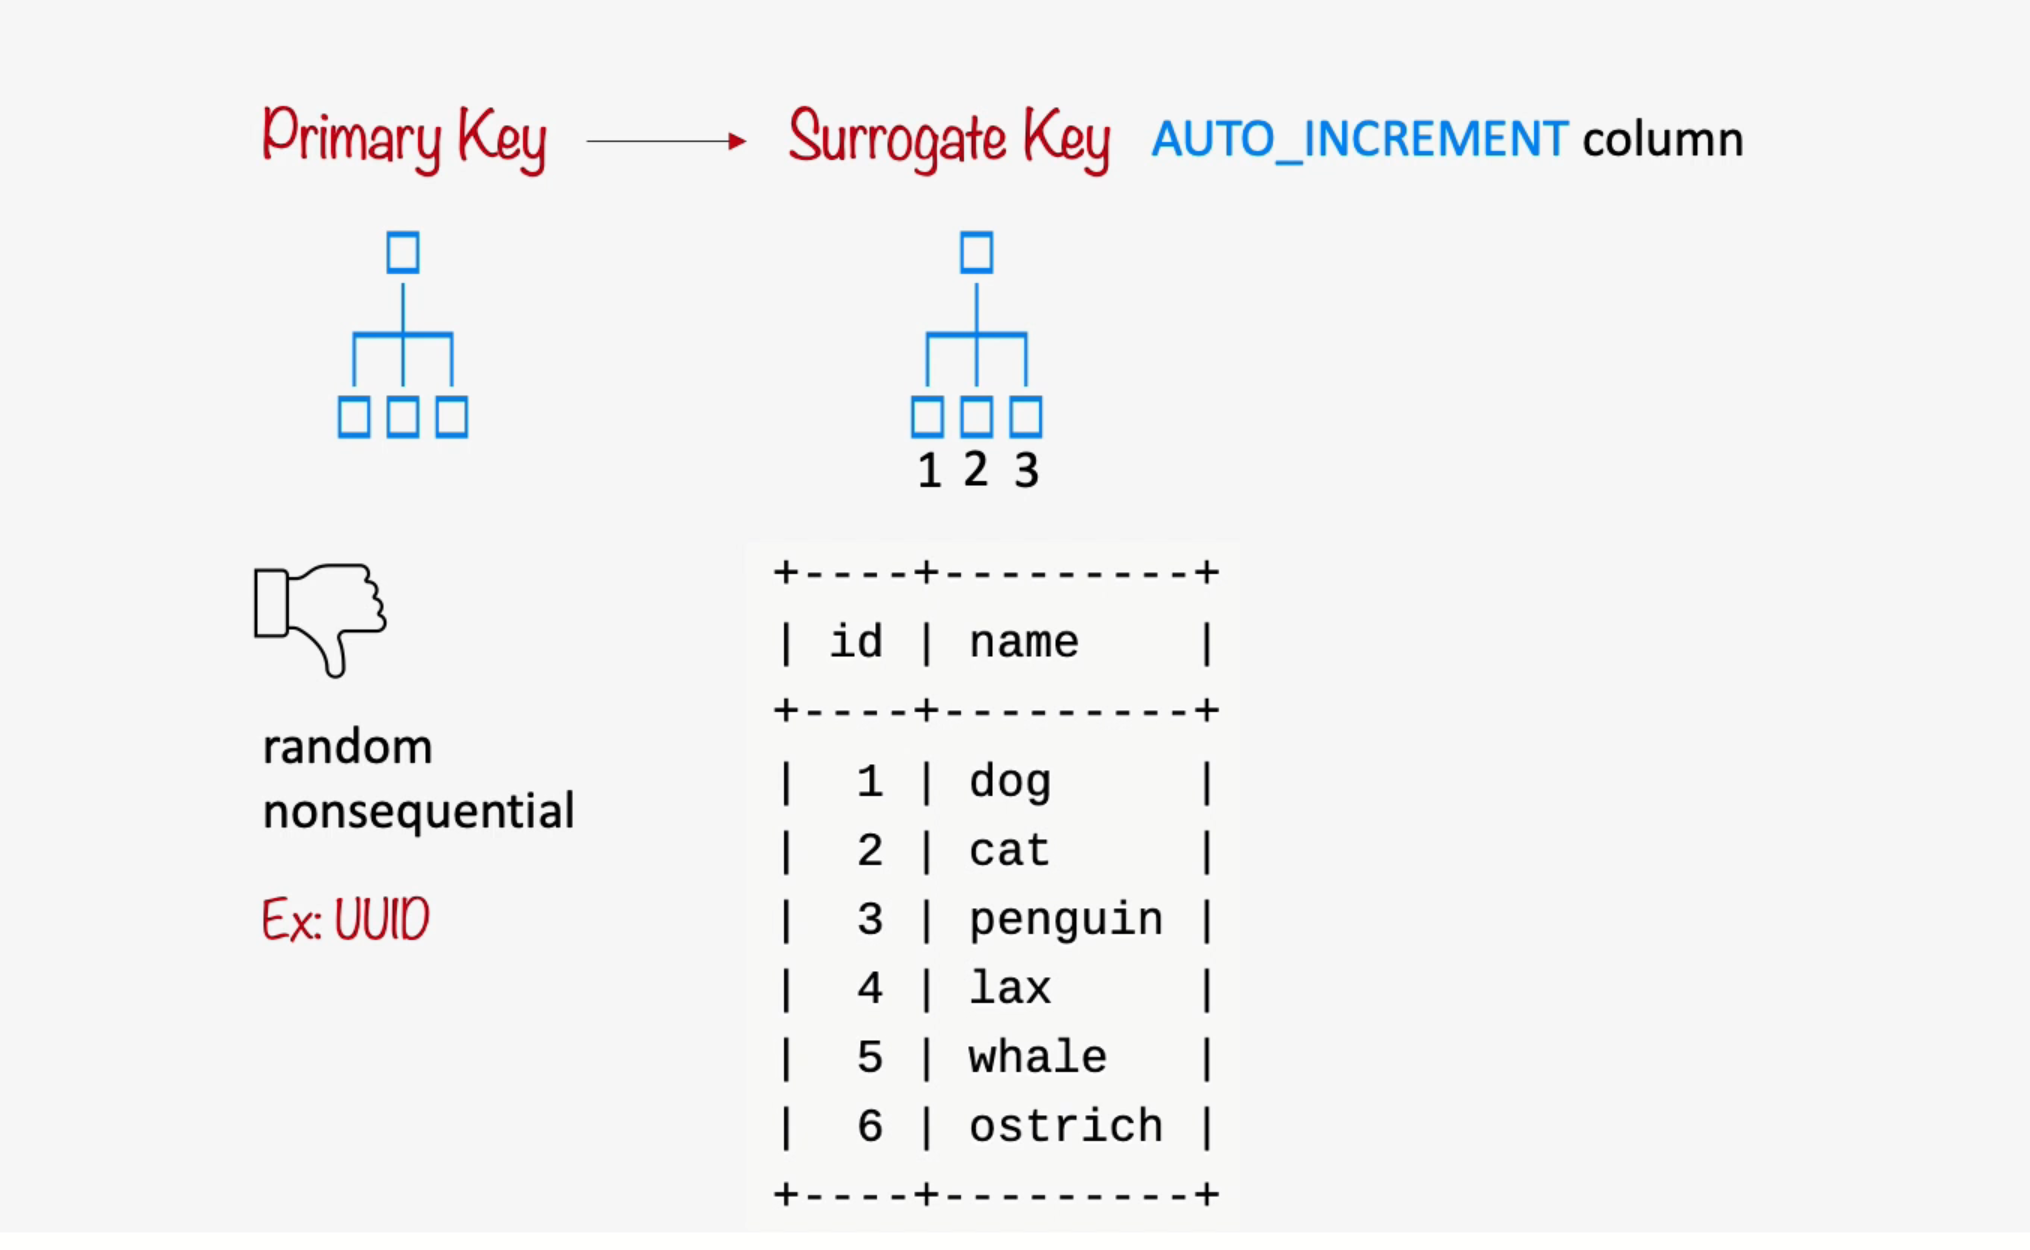 Primary Key
Surrogate Key AUTO_INCREMENT column
1 2 3
random
nonsequential
Ex: UUID
+----+---------+
| id | name    |
+----+---------+
|  1 | dog     |
|  2 | cat     |
|  3 | penguin |
|  4 | lax     |
|  5 | whale   |
|  6 | ostrich |
+----+---------+